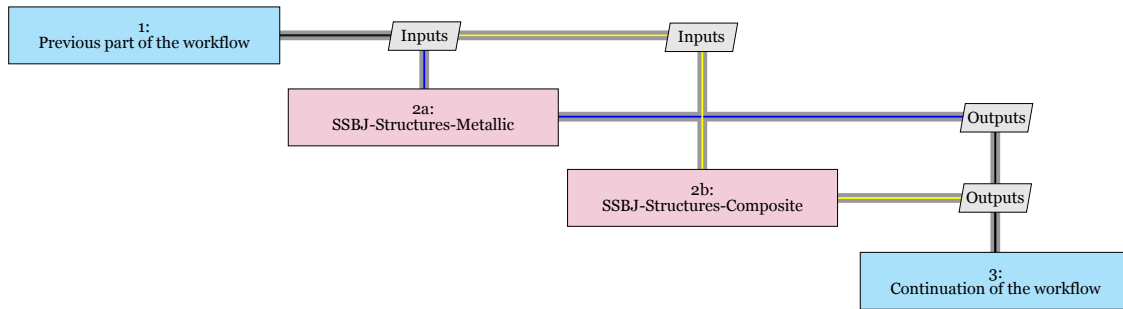 1:
Previous part of the workflow
Inputs
Inputs
2a:
SSBJ-Structures-Metallic
Outputs
2b:
SSBJ-Structures-Composite
Outputs
3:
Continuation of the workflow